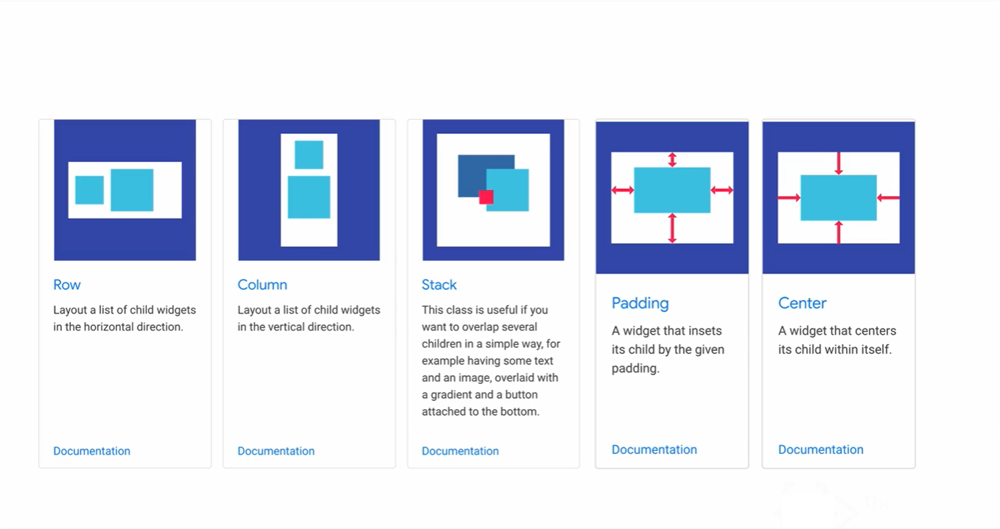 Row
Layout a list of child widgets
in the horizontal direction.
Documentation
Column
Layout a list of child widgets
in the vertical direction.
Documentation
Stack
This class is useful if you
want to overlap several
children in a simple way, for
example having some text
and an image, overlaid with
a gradient and a button
attached to the bottom.
Documentation
Padding
A widget that insets
its child by the given
padding.
Documentation
Center
A widget that centers
its child within itself.
Documentation